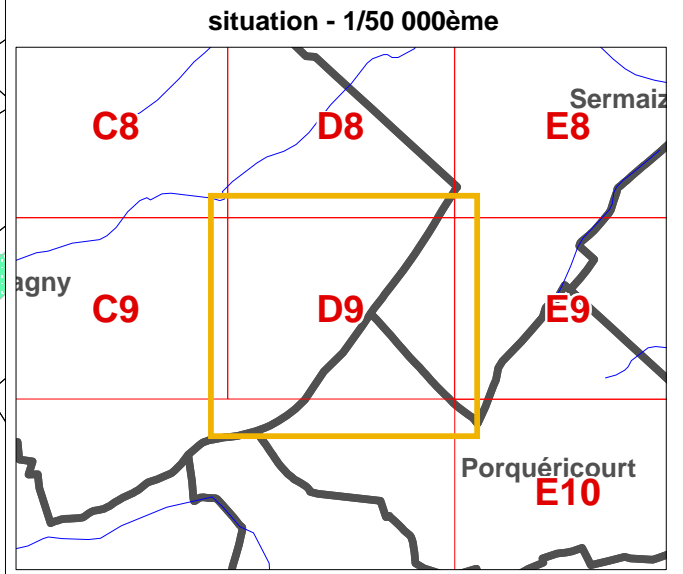 situation - 1/50 000ème
Sermaiz
C8
D8
E8
agny
C9
D9
E9
Porquéricourt
E10